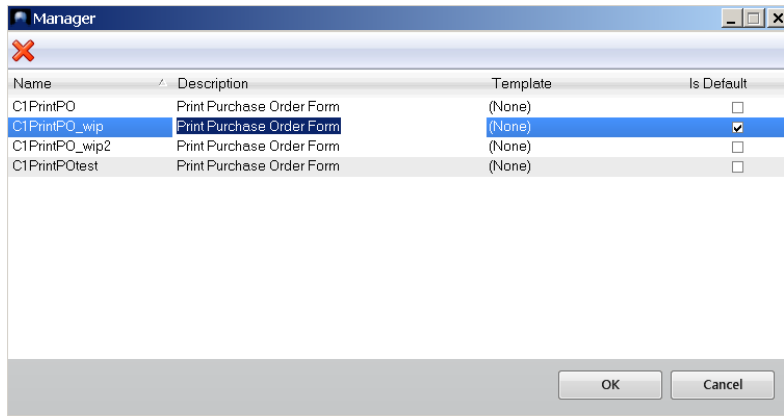 Manager
Name Description Template Is Default
C1PrintPO Print Purchase Order Form (None)
C1PrintPO_wip Print Purchase Order Form (None)
C1PrintPO_wip2 Print Purchase Order Form (None)
C1PrintPOtest Print Purchase Order Form (None)
OK Cancel